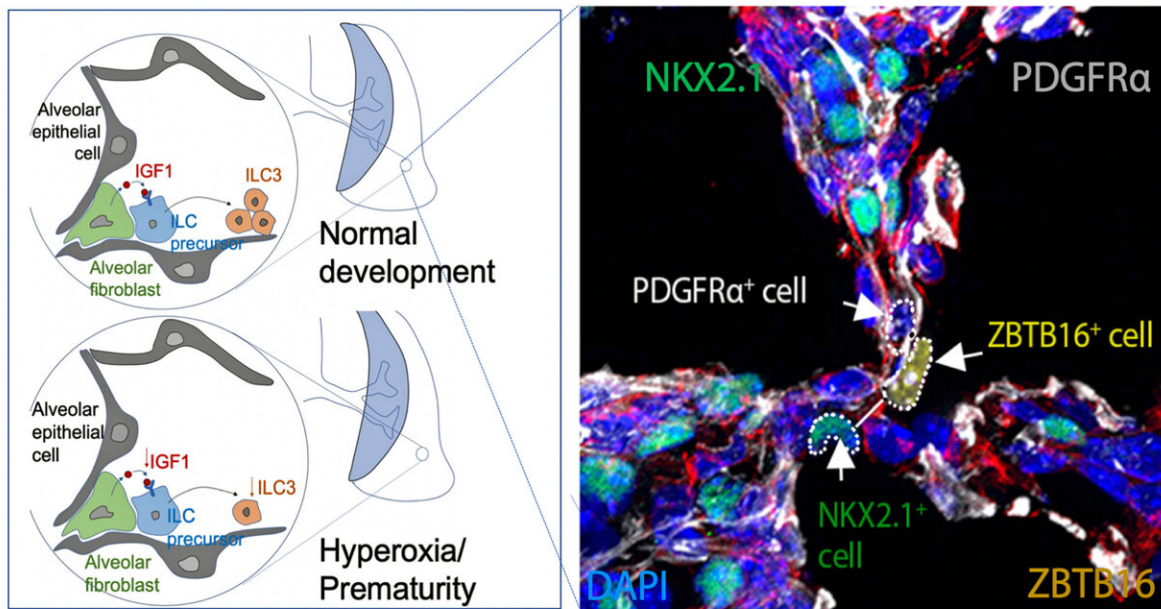 Alveolar
epithelial
cell
IGF1
ILC3
ILC
precursor
Alveolar
fibroblast
Normal
development
Alveolar
epithelial
cell
↓IGF1
↓ILC3
ILC
precursor
Alveolar
fibroblast
Hyperoxia/
Prematurity
NKX2.1
PDGFRα
PDGFRα⁺ cell
ZBTB16⁺ cell
NKX2.1⁺
cell
DAPI
ZBTB16